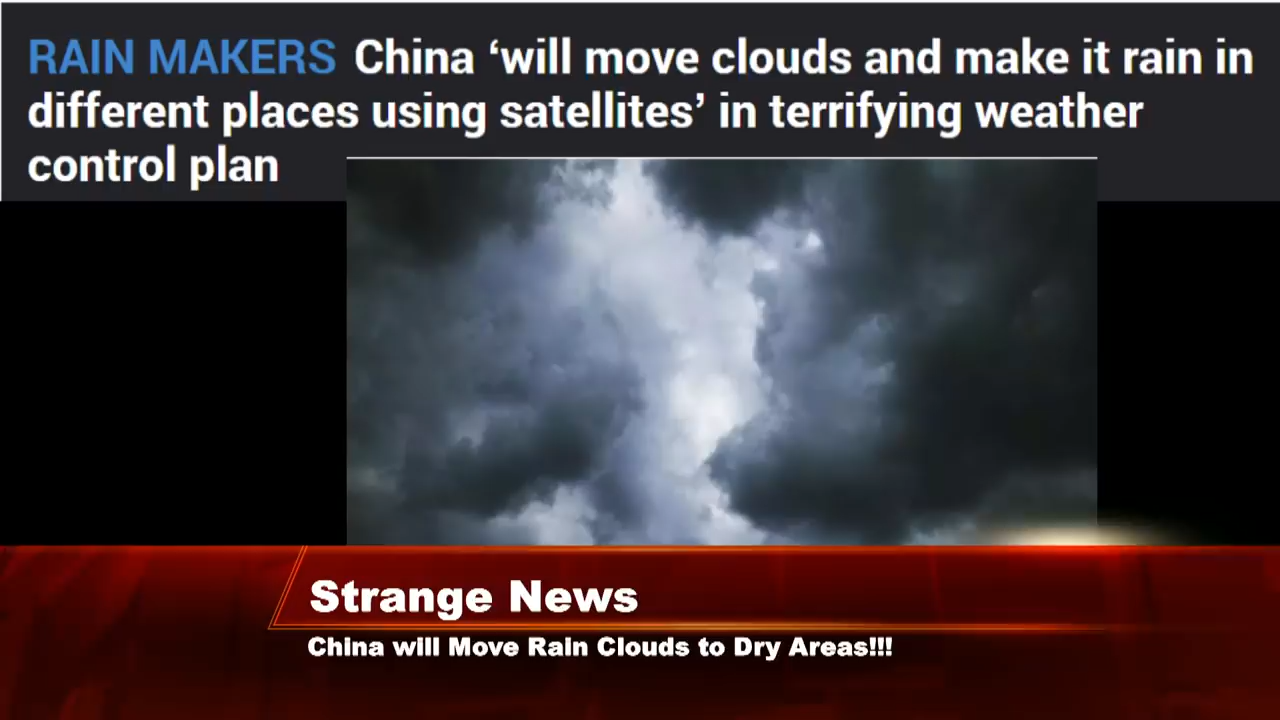 RAIN MAKERS China ‘will move clouds and make it rain in
different places using satellites’ in terrifying weather
control plan
Strange News
China will Move Rain Clouds to Dry Areas!!!